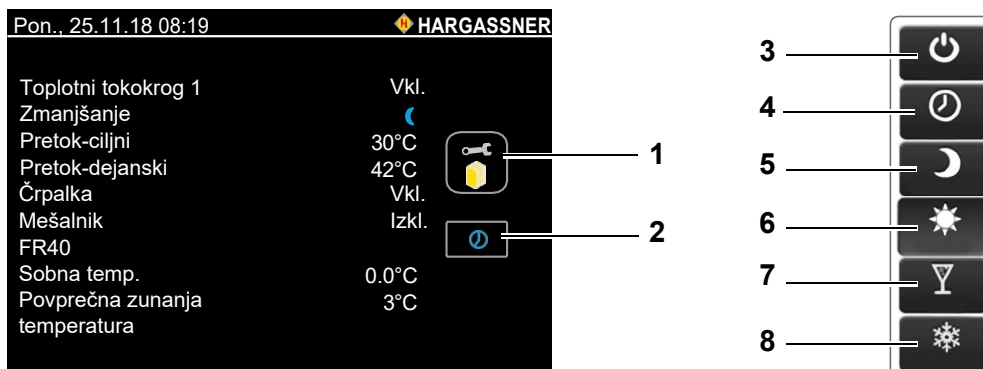 Pon., 25.11.18 08:19 HARGASSNER
Toplotni tokokrog 1 Vkl.
Zmanjšanje
Pretok-ciljni 30°C
Pretok-dejanski 42°C
Črpalka Vkl.
Mešalnik Izkl.
FR40
Sobna temp. 0.0°C
Povprečna zunanja 3°C
temperatura
1
2
3
4
5
6
7
8